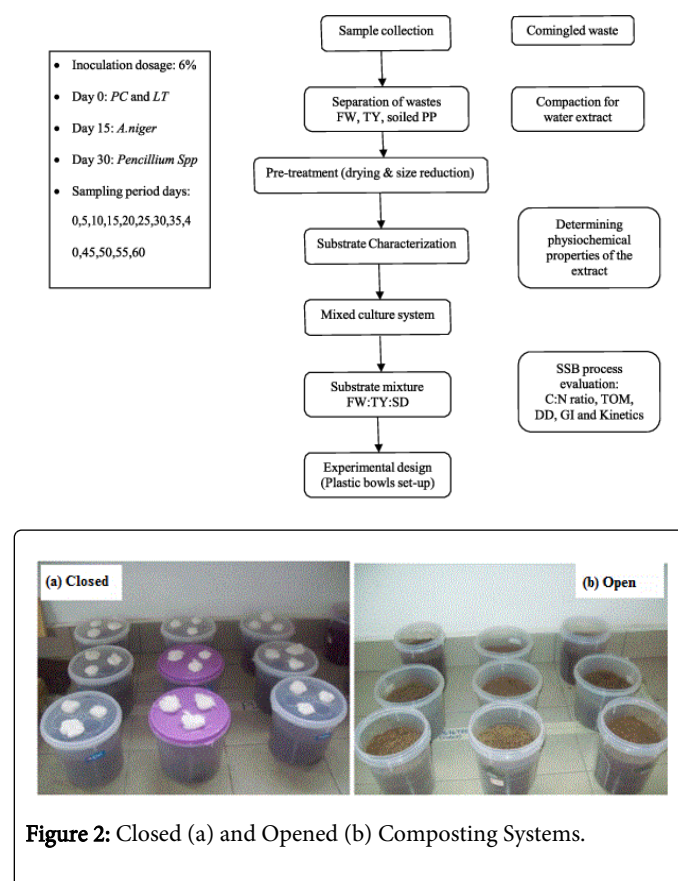 Sample collection
Comingled waste
• Inoculation dosage: 6%
• Day 0: PC and LT
• Day 15: A.niger
• Day 30: Pencillium Spp
• Sampling period days:
0,5,10,15,20,25,30,35,4
0,45,50,55,60
Separation of wastes
FW, TY, soiled PP
Compaction for
water extract
Pre-treatment (drying & size reduction)
Substrate Characterization
Determining
physiochemical
properties of the
extract
Mixed culture system
Substrate mixture
FW:TY:SD
SSB process
evaluation:
C:N ratio, TOM,
DD, GI and Kinetics
Experimental design
(Plastic bowls set-up)
(a) Closed
(b) Open
Figure 2: Closed (a) and Opened (b) Composting Systems.